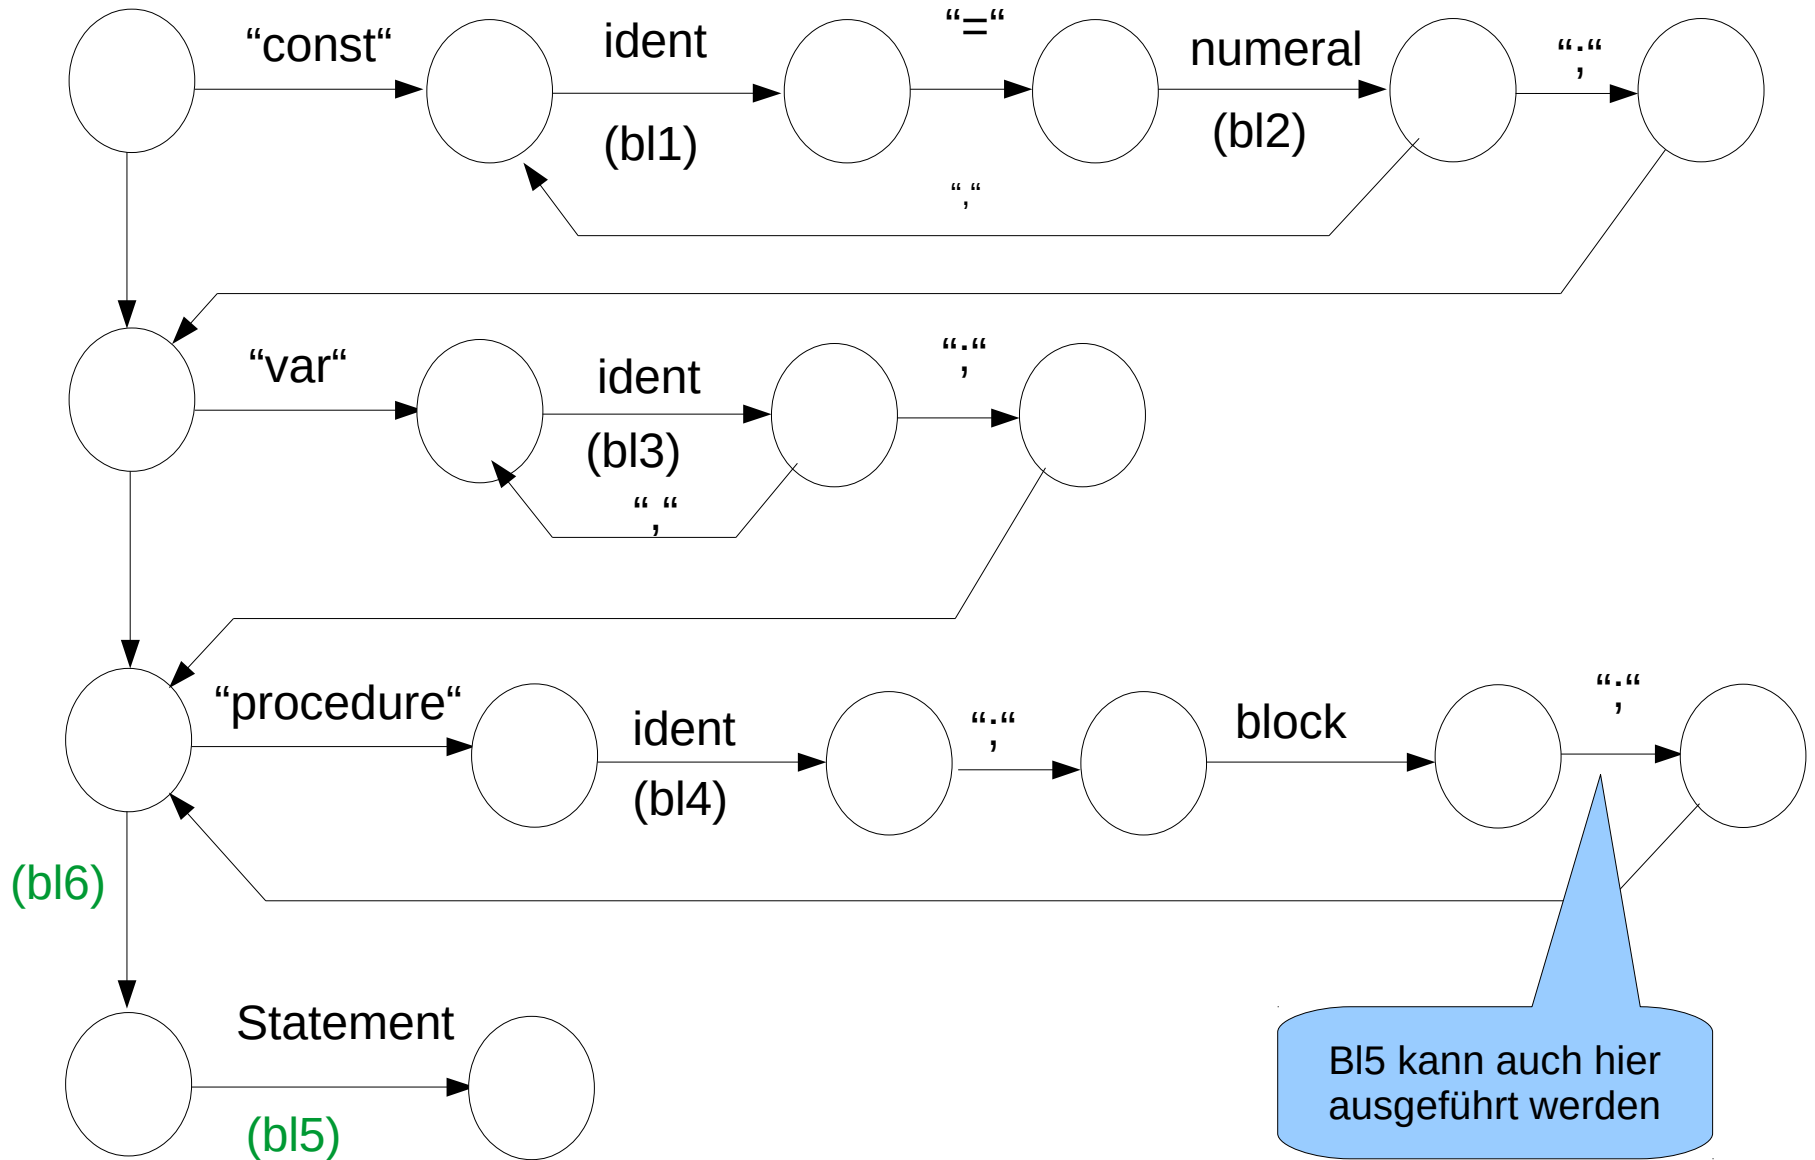 “const“
ident
“=“
numeral
“;“
(bl1)
(bl2)
“,“
“var“
ident
“;“
(bl3)
“,“
“procedure“
ident
“;“
block
“;“
(bl4)
(bl6)
Statement
(bl5)
Bl5 kann auch hier
ausgeführt werden